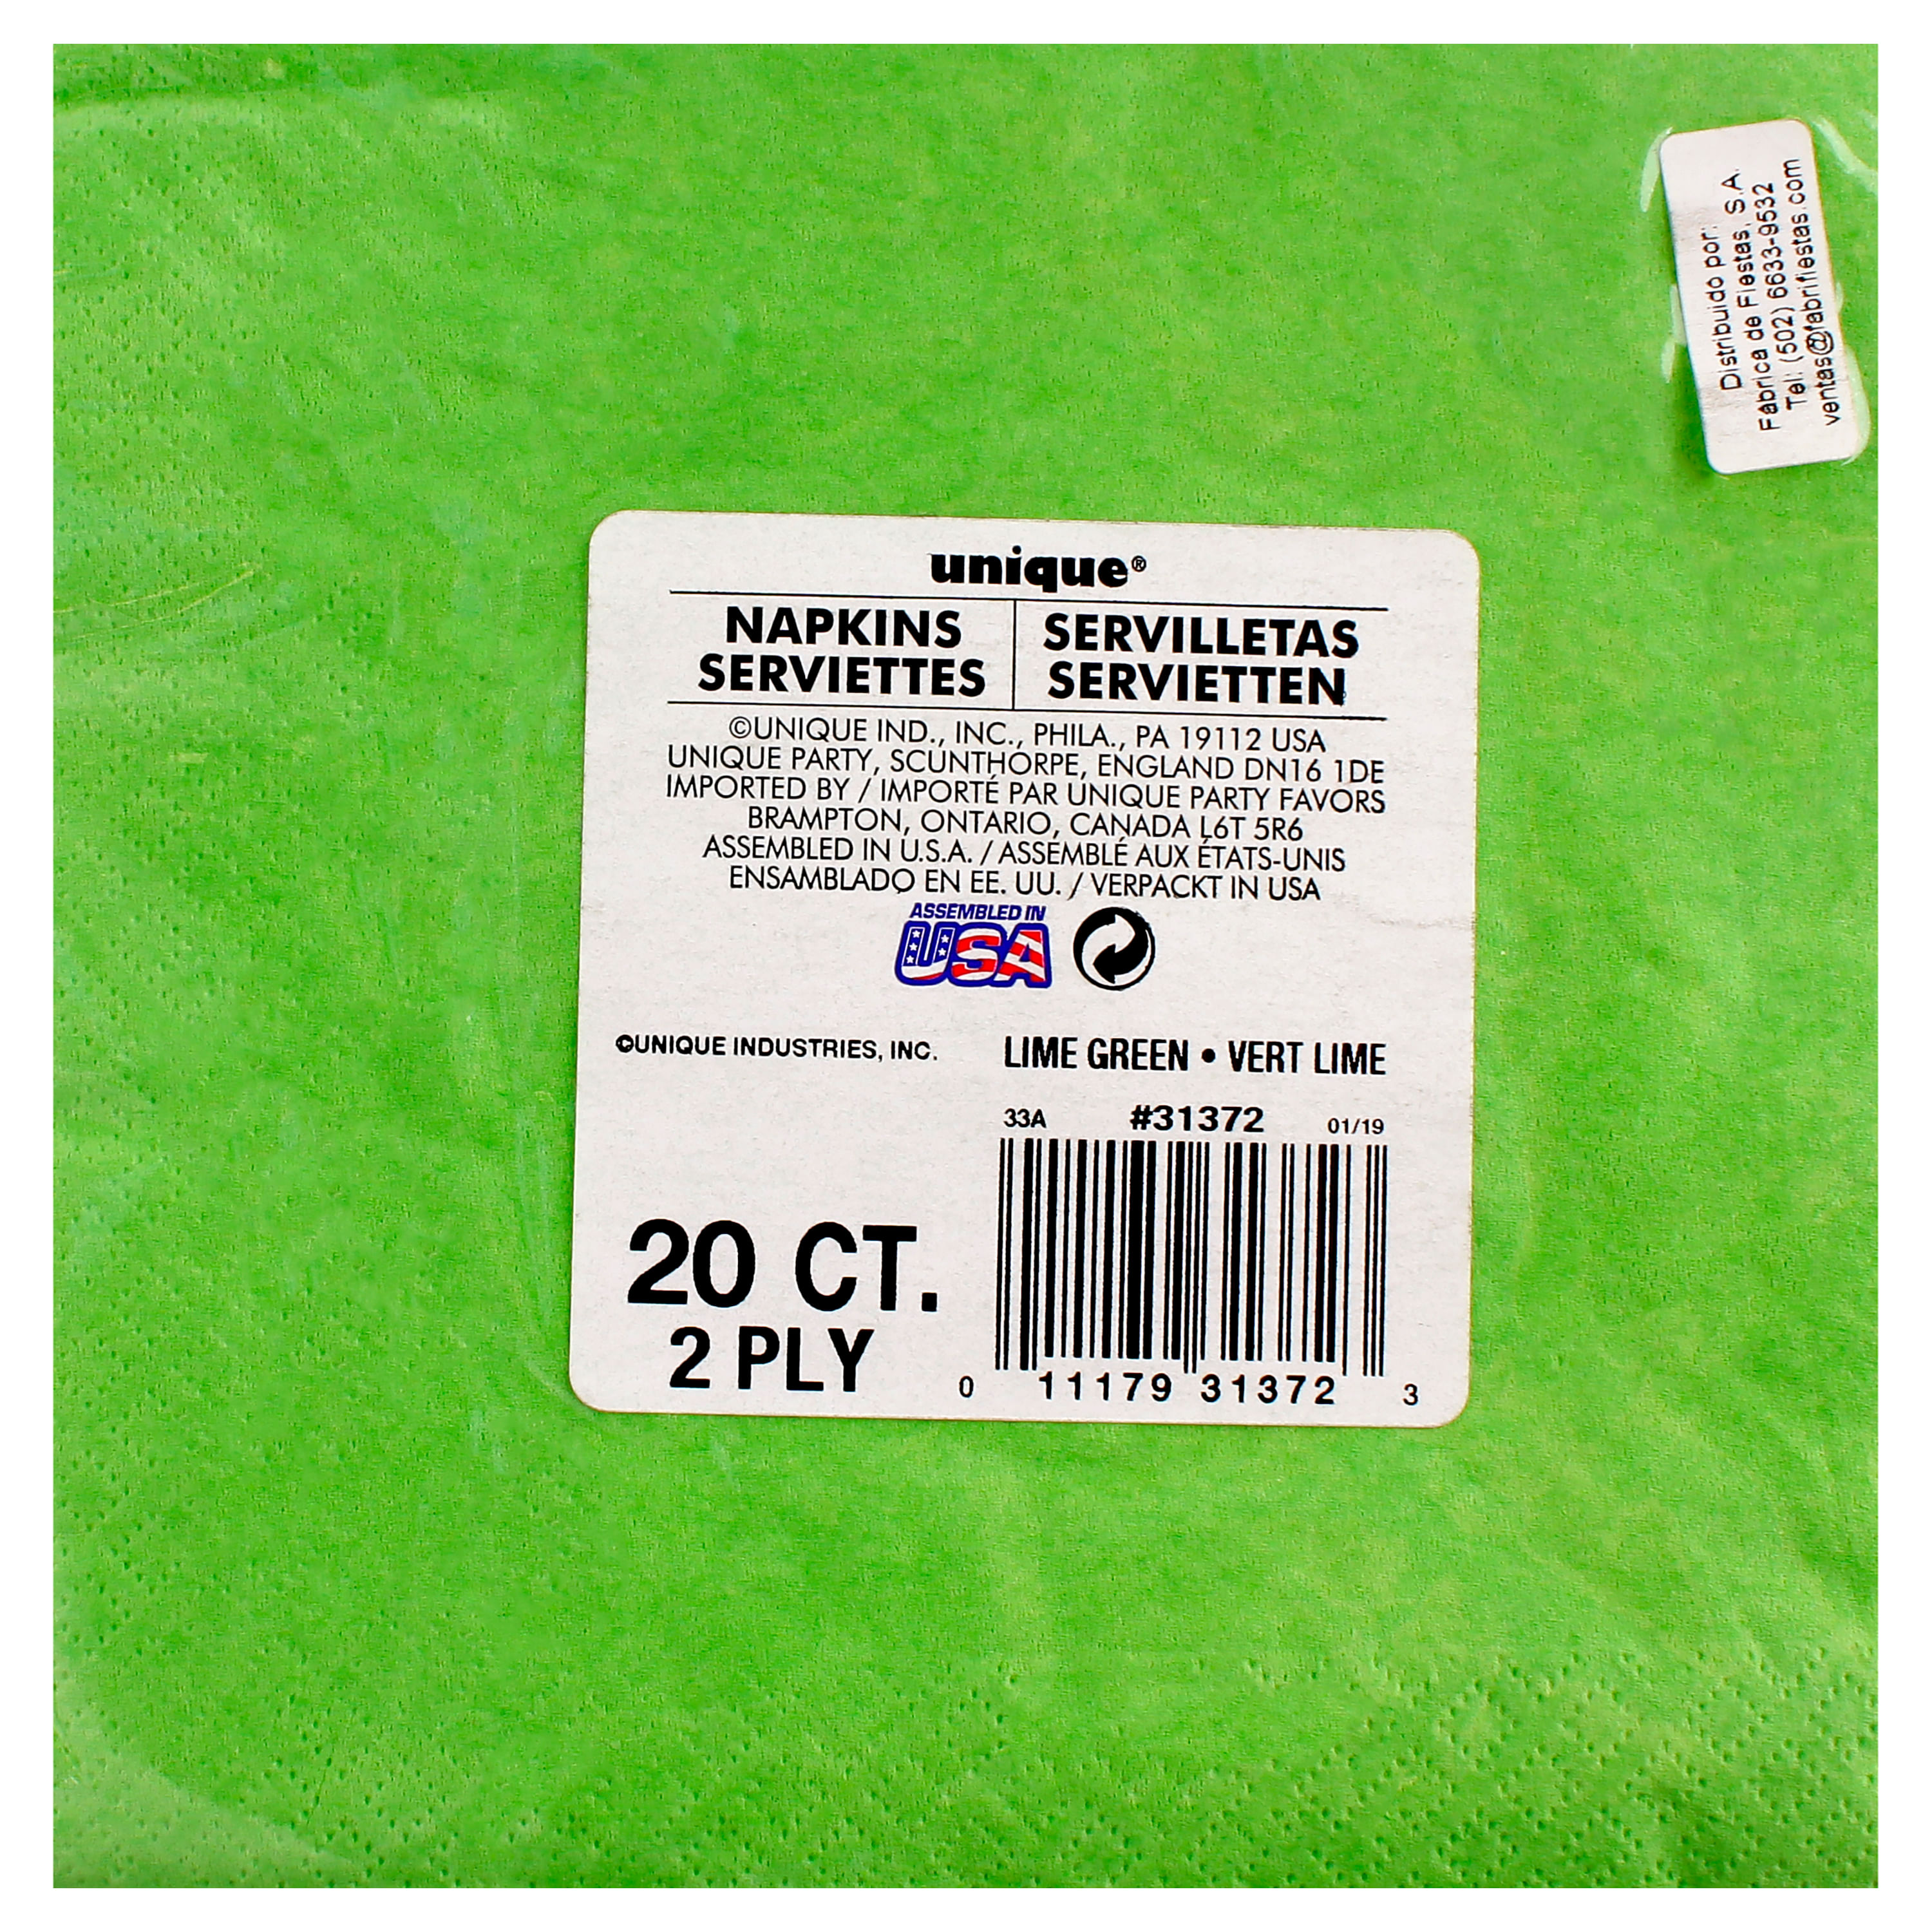 unique®
NAPKINS
SERVIETTES
SERVILLETAS
SERVIETTEN
©UNIQUE IND., INC., PHILA., PA 19112 USA
UNIQUE PARTY, SCUNTHORPE, ENGLAND DN16 1DE
IMPORTED BY / IMPORTÉ PAR UNIQUE PARTY FAVORS
BRAMPTON, ONTARIO, CANADA L6T 5R6
ASSEMBLED IN U.S.A. / ASSEMBLÉ AUX ÉTATS-UNIS
ENSAMBLADO EN EE. UU. / VERPACKT IN USA
ASSEMBLED IN
USA
©UNIQUE INDUSTRIES, INC.
LIME GREEN • VERT LIME
33A #31372 01/19
20 CT.
2 PLY
0 11179 31372 3
Distribuido por:
Fabrica de Fiestas, S.A.
Tel: (502) 6633-9532
ventas@fabrifiestas.com